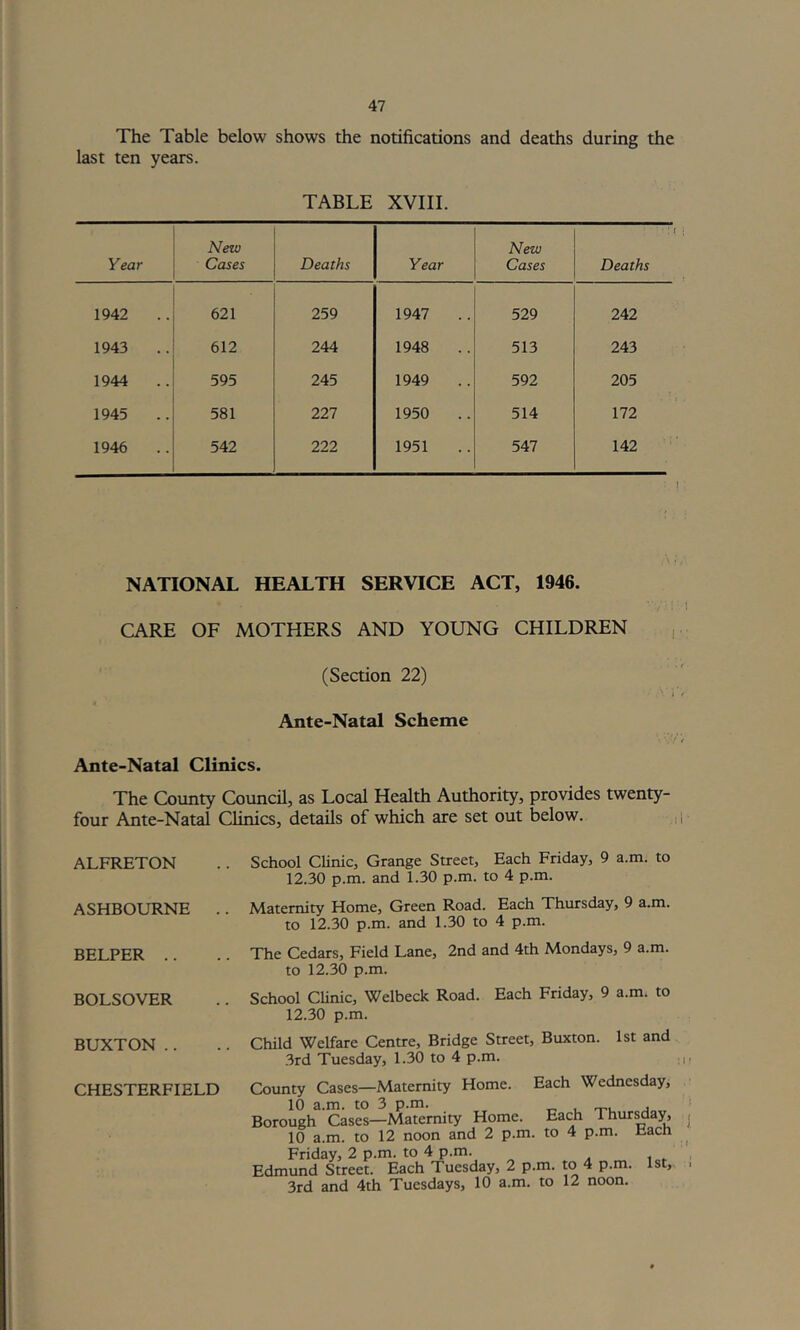 47
The Table below shows the notifications and deaths during the
last ten years.
TABLE XVIII.
Year New Cases Deaths Year New Cases Deaths
1942 .. 621 259 1947 .. 529 242
1943 .. 612 244 1948 .. 513 243
1944 .. 595 245 1949 .. 592 205
1945 .. 581 227 1950 .. 514 172
1946 .. 542 222 1951 .. 547 142
NATIONAL HEALTH SERVICE ACT, 1946.
CARE OF MOTHERS AND YOUNG CHILDREN
(Section 22)
Ante-Natal Scheme
Ante-Natal Clinics.
The County Council, as Local Health Authority, provides twenty-
four Ante-Natal Clinics, details of which are set out below.
ALFRETON .. School Clinic, Grange Street, Each Friday, 9 a.m. to
12.30 p.m. and 1.30 p.m. to 4 p.m.
ASHBOURNE .. Maternity Home, Green Road. Each Thursday, 9 a.m.
to 12.30 p.m. and 1.30 to 4 p.m.
BELPER .. .. The Cedars, Field Lane, 2nd and 4th Mondays, 9 a.m.
to 12.30 p.m.
BOLSOVER .. School Clinic, Welbeck Road. Each Friday, 9 a.m. to
12.30 p.m.
BUXTON .. .. Child Welfare Centre, Bridge Street, Buxton. 1st and
3rd Tuesday, 1.30 to 4 p.m.
CHESTERFIELD County Cases—Maternity Home. Each Wednesday,
10 a.m. to 3 p.m.
Borough Cases—Maternity Home. Each Thursday,
10 a.m. to 12 noon and 2 p.m. to 4 p.m. Each
Friday, 2 p.m. to 4 p.m.
Edmund Street. Each Tuesday, 2 p.m. to 4 p.m. 1st,
3rd and 4th Tuesdays, 10 a.m. to 12 noon.